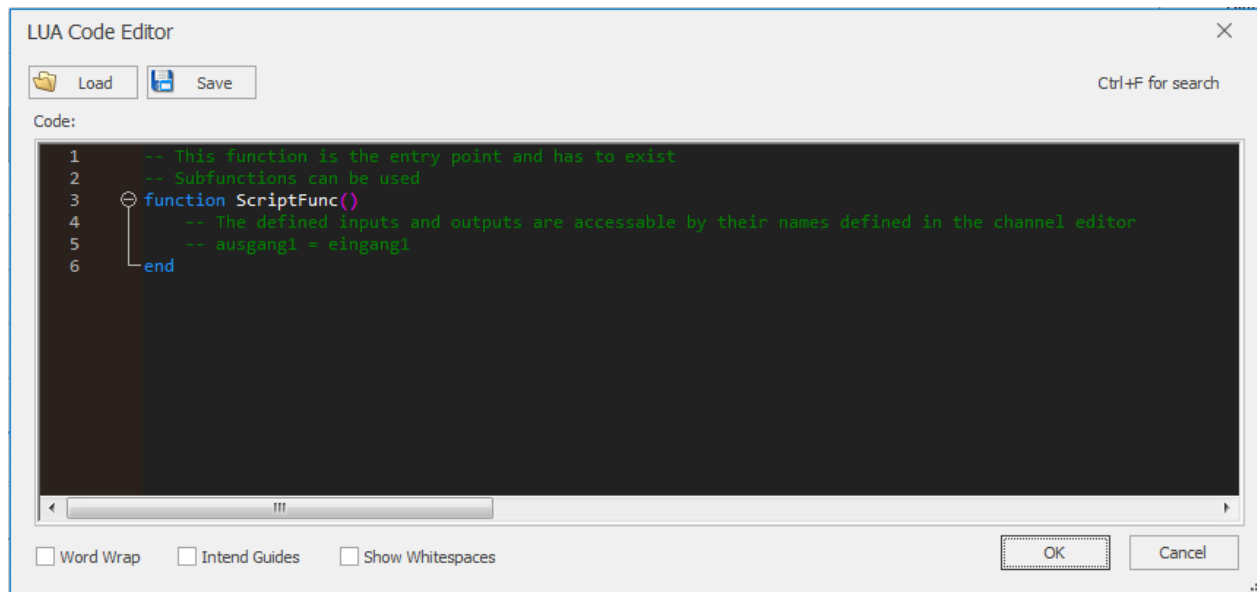 LUA Code Editor
Load Save Ctrl+F for search
Code:
1 -- This function is the entry point and has to exist
2 -- Subfunctions can be used
3 function ScriptFunc()
4 -- The defined inputs and outputs are accessable by their names defined in the channel editor
5 -- ausgang1 = eingang1
6 end
Word Wrap Intend Guides Show Whitespaces OK Cancel